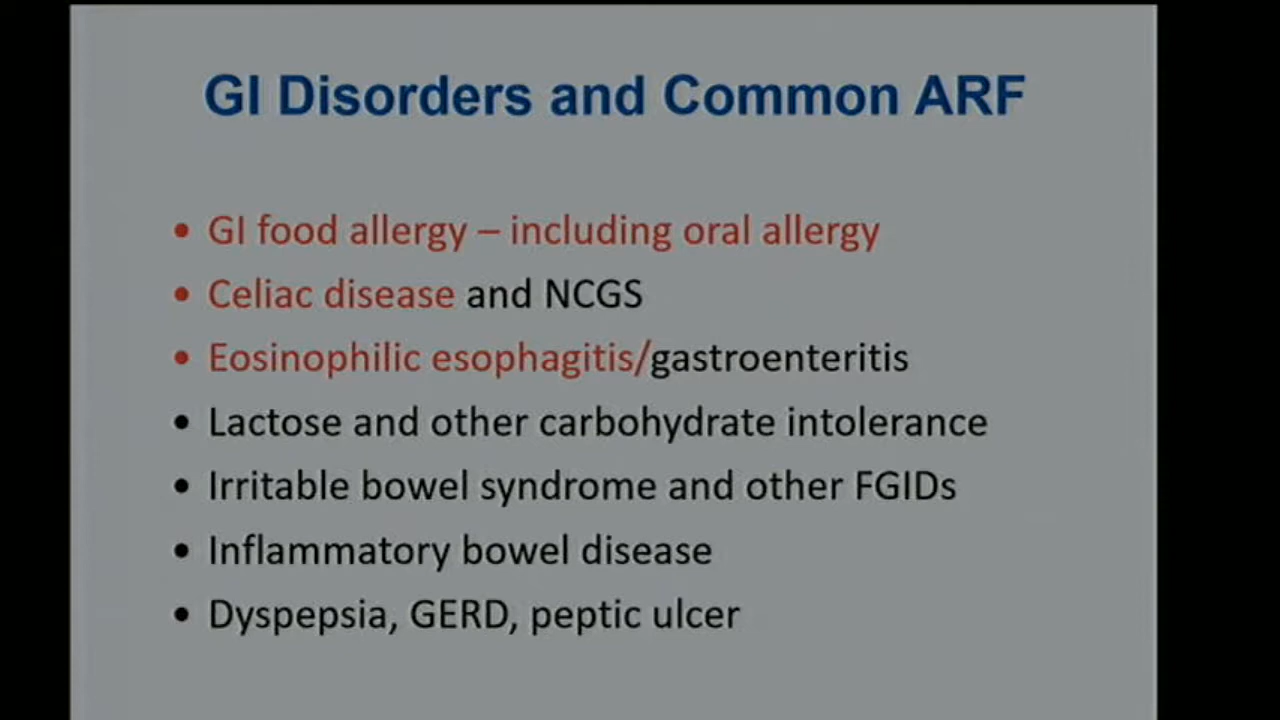 GI Disorders and Common ARF
• GI food allergy – including oral allergy
• Celiac disease and NCGS
• Eosinophilic esophagitis/gastroenteritis
• Lactose and other carbohydrate intolerance
• Irritable bowel syndrome and other FGIDs
• Inflammatory bowel disease
• Dyspepsia, GERD, peptic ulcer